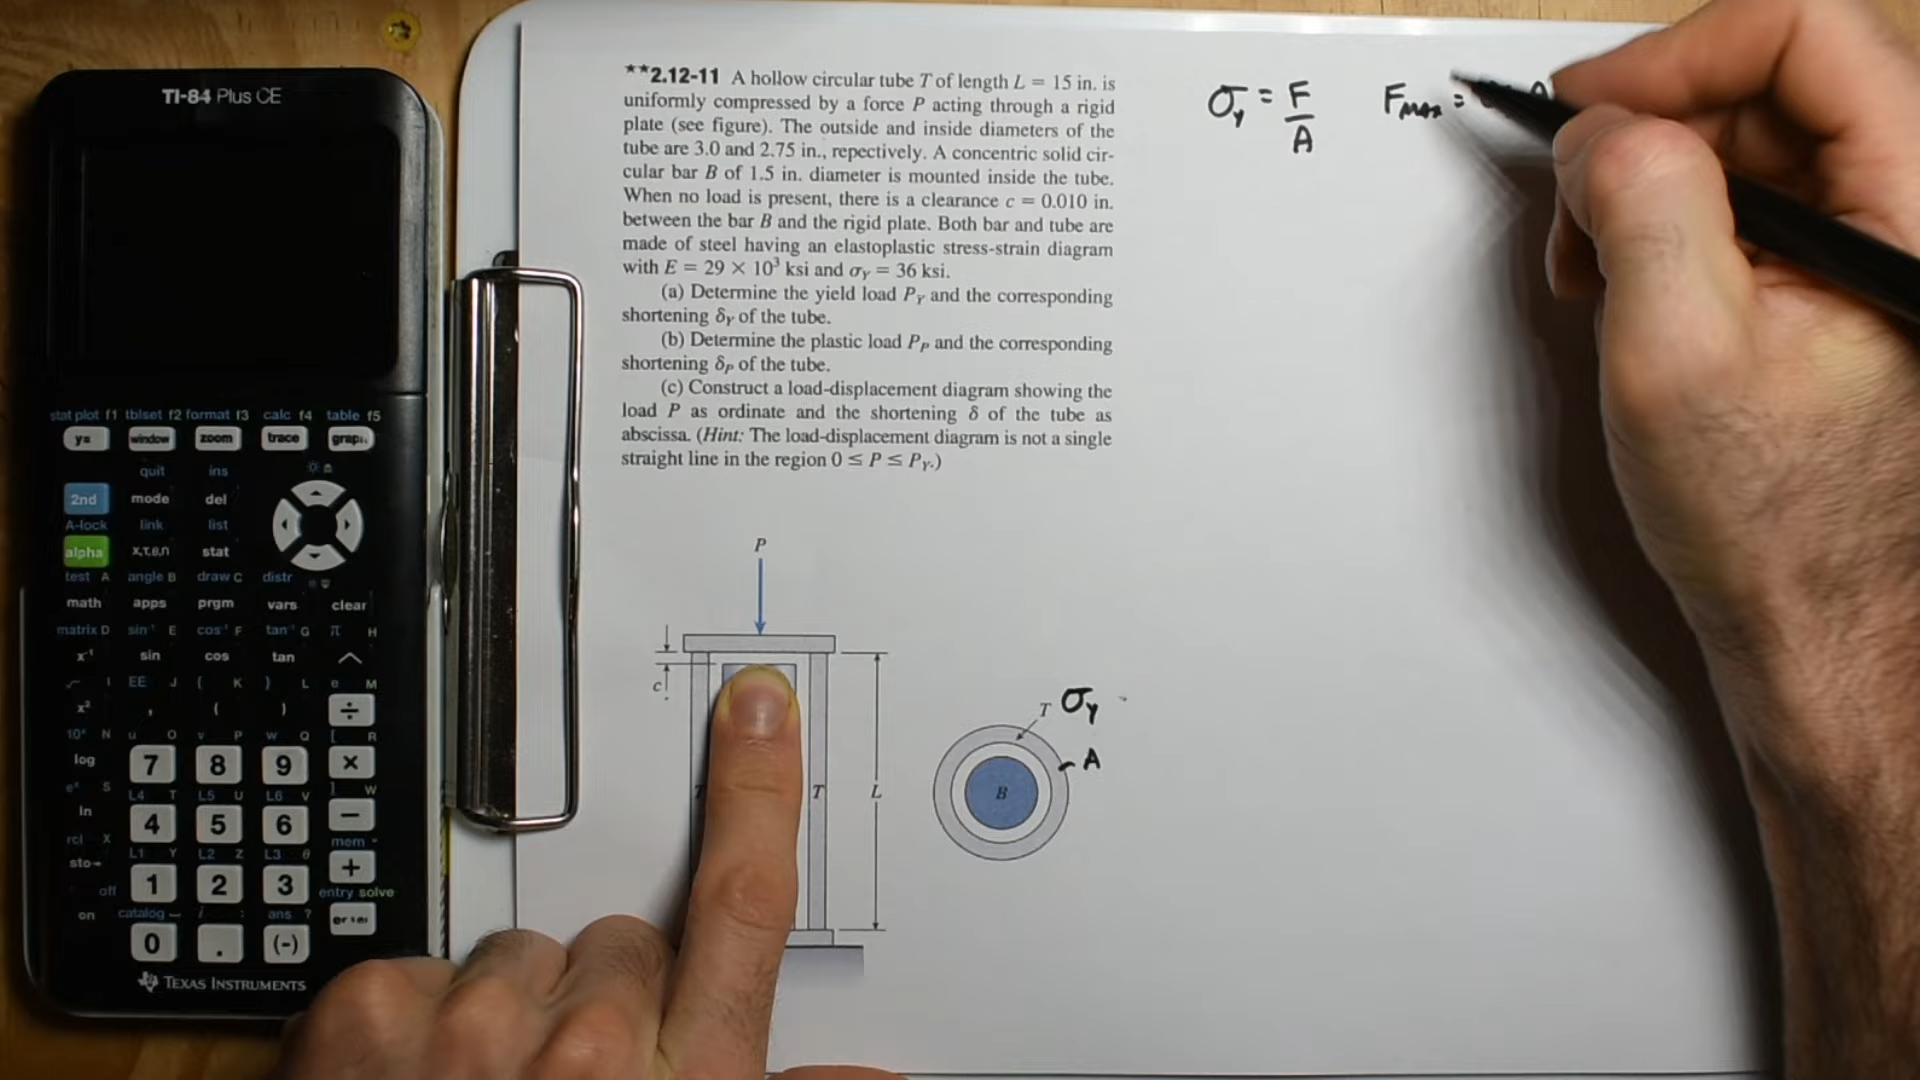 TI-84 Plus CE
stat plot f1 tblset f2 format f3 calc f4 table f5
y= window zoom trace
quit ins
2nd mode del
A-lock link list
alpha X,T,θ,n stat
test A angle B draw C distr
math apps prgm vars clear
matrix D sin⁻¹ E cos⁻¹ F tan⁻¹ G π H
x⁻¹ sin cos tan ^
√ I EE J { K } L e M
x² , ( ) ÷
10ˣ N u O v P w Q [ R
log 7 8 9 ×
eˣ S L4 T L5 U L6 V ] W
ln 4 5 6 −
rcl X L1 Y L2 Z L3 θ mem "
sto→ 1 2 3 +
off catalog i : ans ? entry solve
on 0 . (-)
TEXAS INSTRUMENTS
**2.12-11 A hollow circular tube T of length L = 15 in. is
uniformly compressed by a force P acting through a rigid
plate (see figure). The outside and inside diameters of the
tube are 3.0 and 2.75 in., repectively. A concentric solid cir-
cular bar B of 1.5 in. diameter is mounted inside the tube.
When no load is present, there is a clearance c = 0.010 in.
between the bar B and the rigid plate. Both bar and tube are
made of steel having an elastoplastic stress-strain diagram
with E = 29 × 10³ ksi and σY = 36 ksi.
(a) Determine the yield load PY and the corresponding
shortening δY of the tube.
(b) Determine the plastic load PP and the corresponding
shortening δP of the tube.
(c) Construct a load-displacement diagram showing the
load P as ordinate and the shortening δ of the tube as
abscissa. (Hint: The load-displacement diagram is not a single
straight line in the region 0 ≤ P ≤ PY.)
P
c
T T L
T σy
A
B
σy = F/A Fmax =